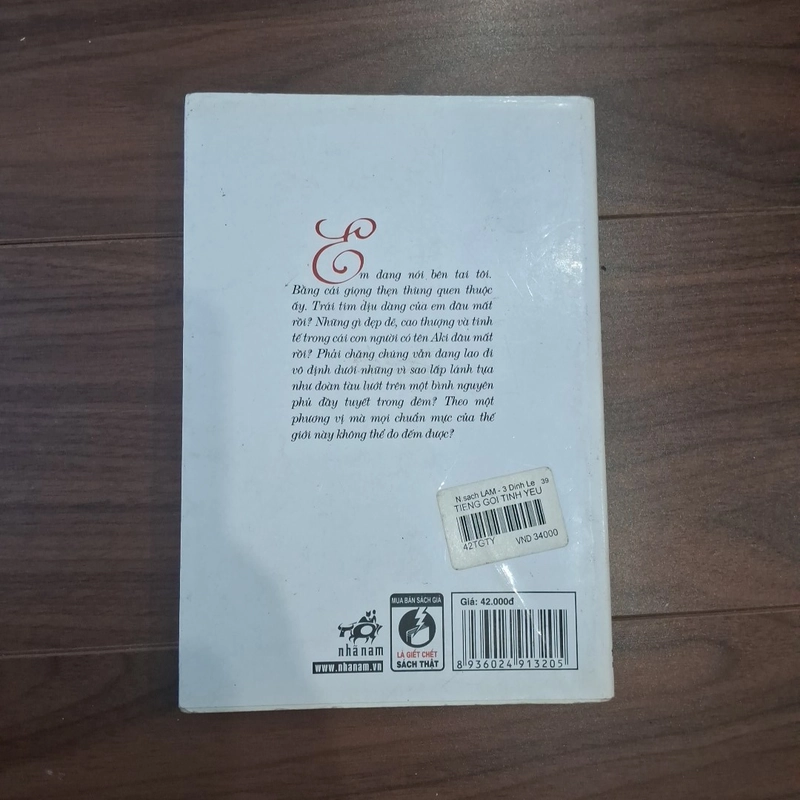 Em đang nói bên tai tôi.
Bằng cái giọng thẹn thùng quen thuộc
ấy. Trái tim dịu dàng của em đâu mất
rồi? Những gì đẹp đẽ, cao thượng và tinh
tế trong cái con người có tên Aki đâu mất
rồi? Phải chăng chúng vẫn đang lao đi
vô định dưới những vì sao lấp lánh tựa
như đoàn tàu lướt trên một bình nguyên
phủ đầy tuyết trong đêm? Theo một
phương vị mà mọi chuẩn mực của thế
giới này không thể đo đếm được?
N.sach LAM - 3 Dinh Le 39
TIENG GOI TINH YEU
42TGTY VND 34000
nhã nam
www.nhanam.vn
MUA BÁN SÁCH GIẢ
LÀ GIẾT CHẾT
SÁCH THẬT
Giá: 42.000đ
8 936024 913205